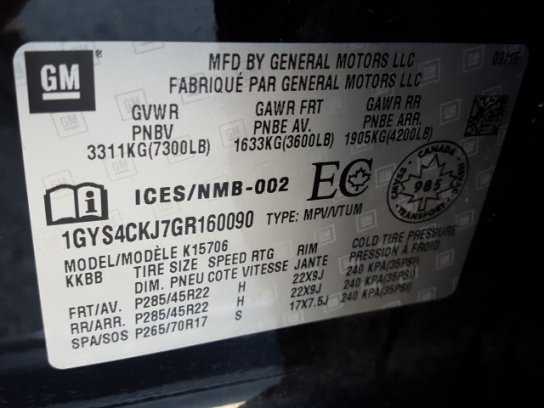 GM
MFD BY GENERAL MOTORS LLC
FABRIQUÉ PAR GENERAL MOTORS LLC
GVWR GAWR FRT GAWR RR
PNBV PNBE AV. PNBE ARR.
3311KG(7300LB) 1633KG(3600LB) 1905KG(4200LB)
ICES/NMB-002 EC CANADA 985
1GYS4CKJ7GR160090 TYPE: MPV/VTUM
MODEL/MODÈLE K15706
KKBB TIRE SIZE SPEED RTG RIM COLD TIRE PRESSURE
DIM. PNEU COTE VITESSE JANTE PRESSION À FROID
FRT/AV. P285/45R22 H 22X9J 240 KPA(35PSI)
RR/ARR. P285/45R22 H 22X9J 240 KPA(35PSI)
SPA/SOS P265/70R17 S 17X7.5J 240 KPA(35PSI)